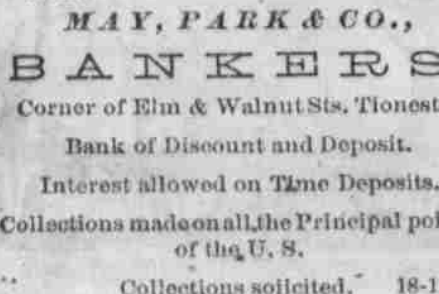 MAY, PARK & CO.,
BANKERS
Corner of Elm & Walnut Sts. Tionest
Bank of Discount and Deposit.
Interest allowed on Time Deposits.
Collections made on all the Principal poi
of the U. S.
Collections solicited. 18-1